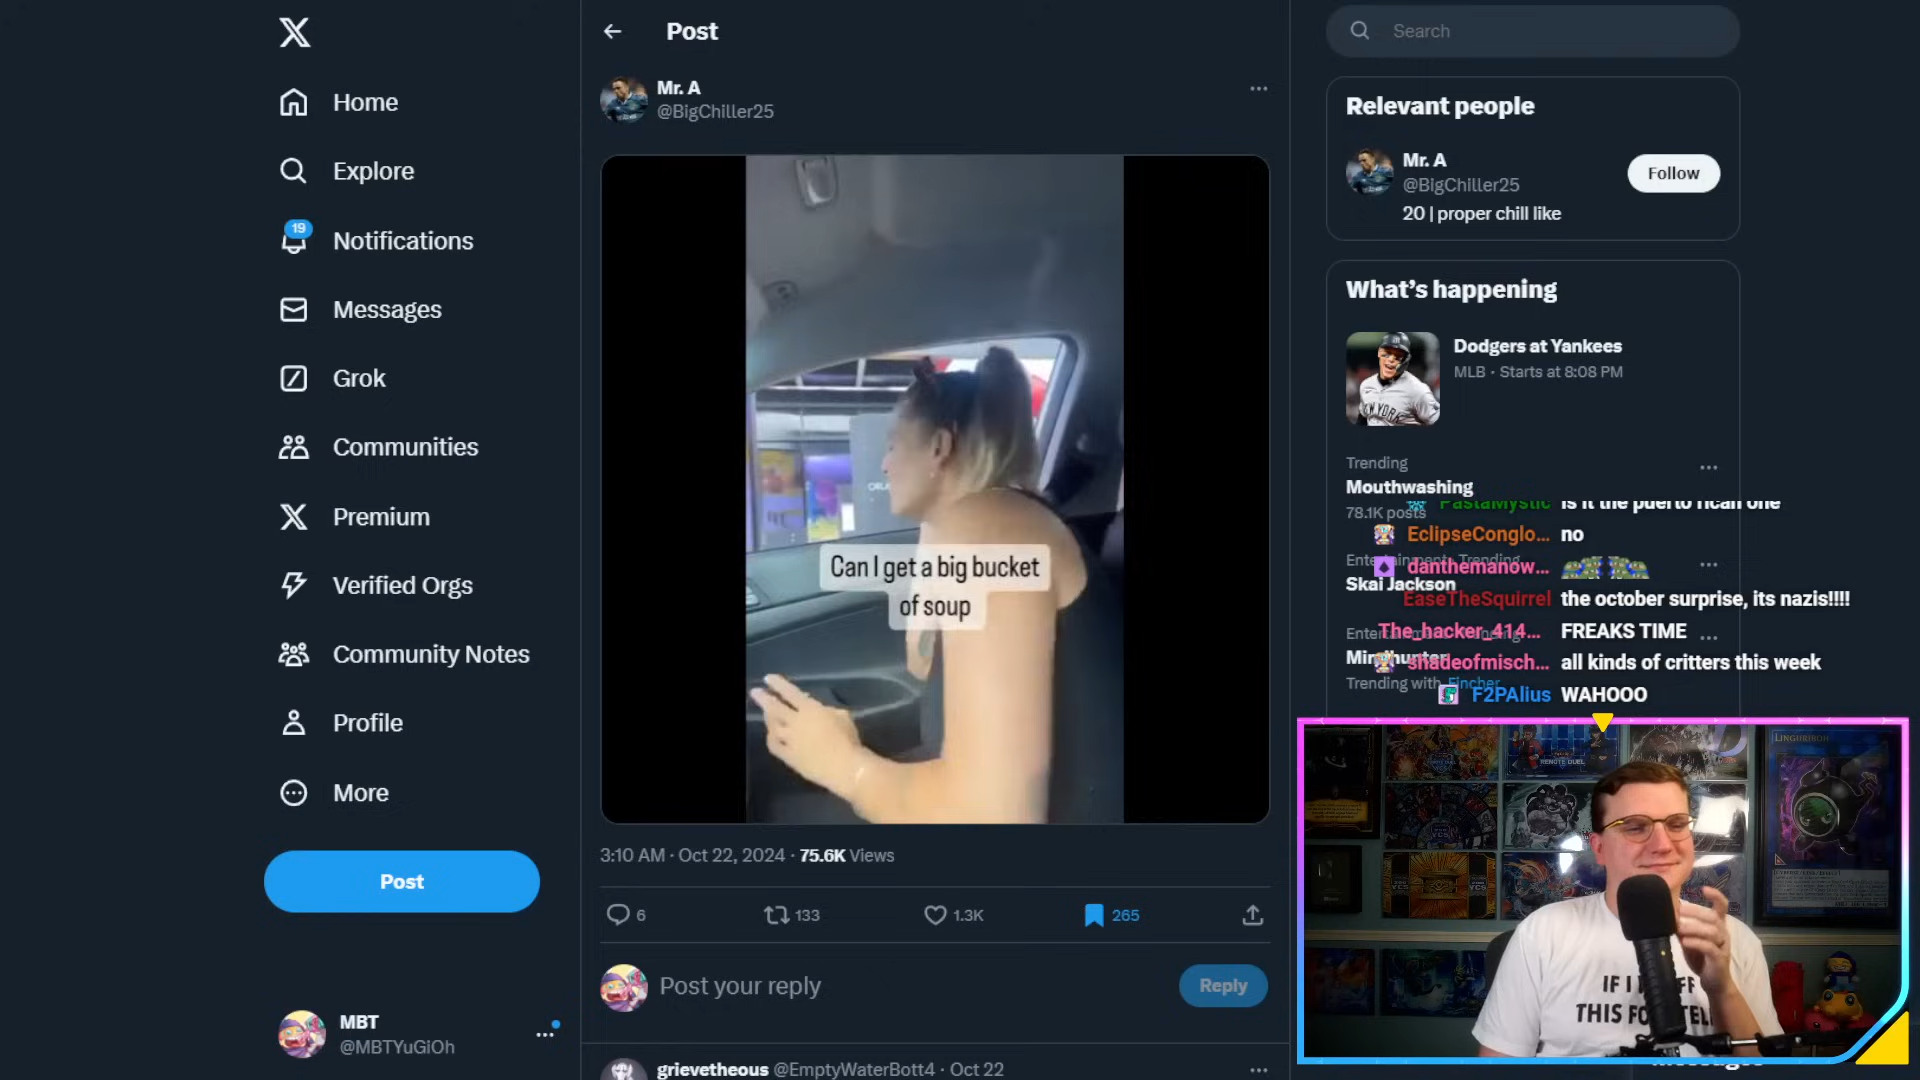 Home
Explore
19
Notifications
Messages
Grok
Communities
Premium
Verified Orgs
Community Notes
Profile
More
Post
MBT
@MBTYuGiOh
Post
Mr. A
@BigChiller25
Can I get a big bucket
of soup
3:10 AM · Oct 22, 2024 · 75.6K Views
6
133
1.3K
265
Post your reply
Reply
grievetheous @EmptyWaterBott4 · Oct 22
Search
Relevant people
Mr. A
@BigChiller25
Follow
20 | proper chill like
What's happening
Dodgers at Yankees
MLB · Starts at 8:08 PM
Trending
Mouthwashing
78.1K posts
PastaMystic is it the puerto rican one
EclipseConglo... no
Entertainment · Trending
danthemanow...
Skai Jackson
EaseTheSquirrel the october surprise, its nazis!!!!
The_hacker_414... FREAKS TIME
Mindhunter
shadeofmisch... all kinds of critters this week
Trending with Fincher
F2PAlius WAHOOO
LINKURIBOH
REMOTE DUEL
YCS
YCS
IF I
THIS